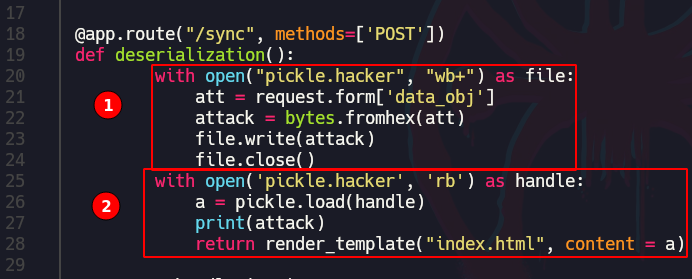 17
18 @app.route("/sync", methods=['POST'])
19 def deserialization():
20 with open("pickle.hacker", "wb+") as file:
21 att = request.form['data_obj']
1
22 attack = bytes.fromhex(att)
23 file.write(attack)
24 file.close()
25 with open('pickle.hacker', 'rb') as handle:
26 a = pickle.load(handle)
2
27 print(attack)
28 return render_template("index.html", content = a)
29